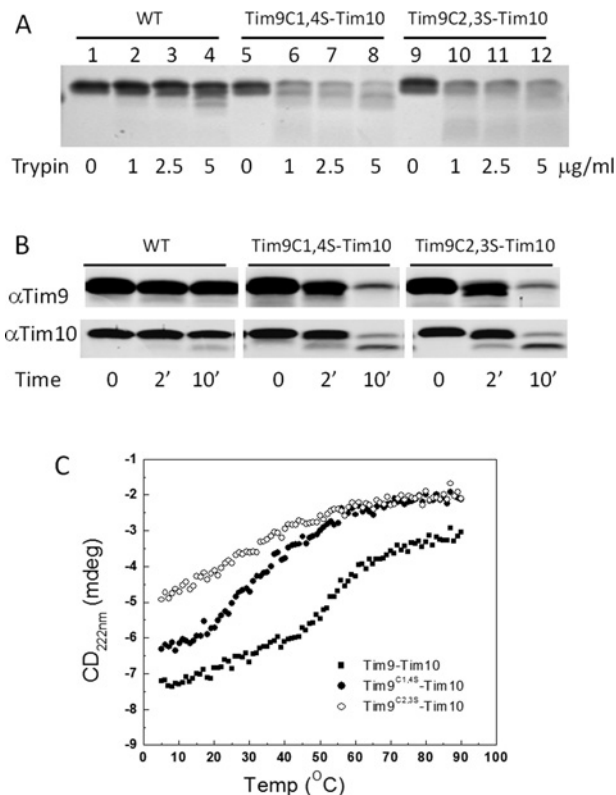 A
WT Tim9C1,4S-Tim10 Tim9C2,3S-Tim10
1 2 3 4 5 6 7 8 9 10 11 12
Trypin 0 1 2.5 5 0 1 2.5 5 0 1 2.5 5 μg/ml
B
WT Tim9C1,4S-Tim10 Tim9C2,3S-Tim10
αTim9
αTim10
Time 0 2’ 10’ 0 2’ 10’ 0 2’ 10’
C
-1
-2
-3
-4
-5
-6
-7
-8
-9
CD222nm (mdeg)
Tim9-Tim10
Tim9C1,4S-Tim10
Tim9C2,3S-Tim10
0 10 20 30 40 50 60 70 80 90 100
Temp (OC)